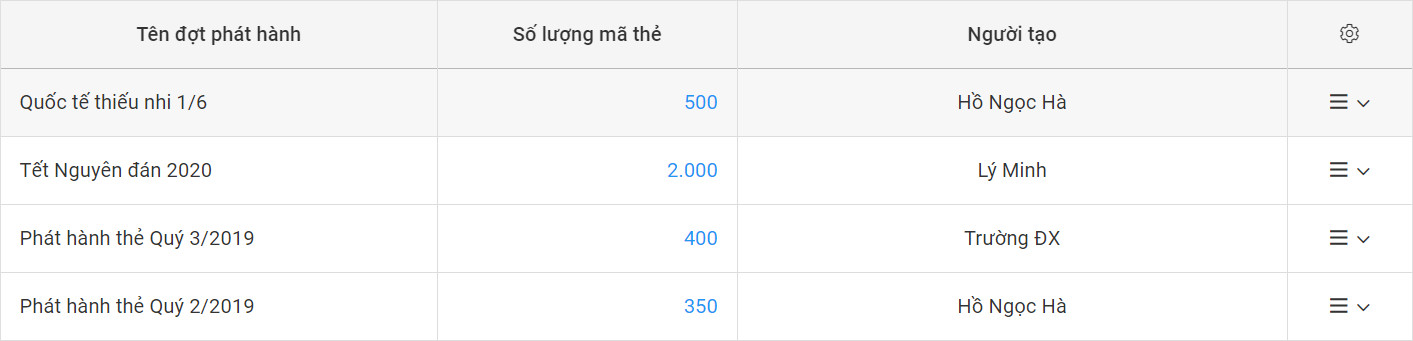 Tên đợt phát hành Số lượng mã thẻ Người tạo
Quốc tế thiếu nhi 1/6 500 Hồ Ngọc Hà
Tết Nguyên đán 2020 2.000 Lý Minh
Phát hành thẻ Quý 3/2019 400 Trường ĐX
Phát hành thẻ Quý 2/2019 350 Hồ Ngọc Hà